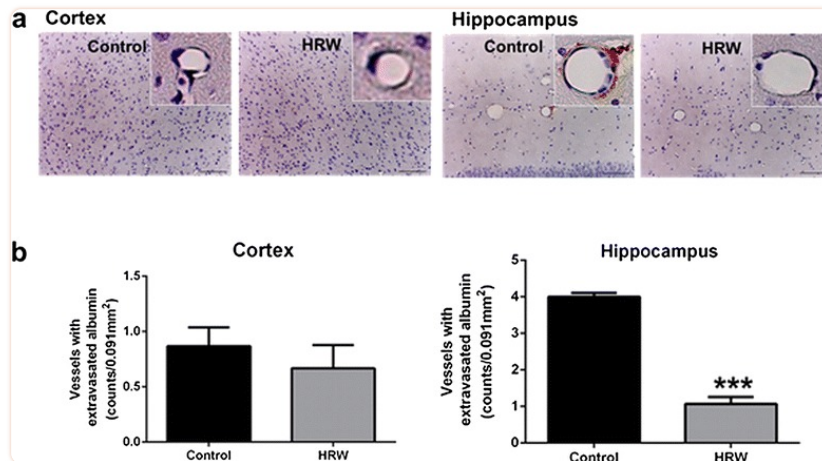 a
Cortex
Control
HRW
Hippocampus
Control
HRW
b
Cortex
Vessels with
extravasated albumin
(counts/0.091mm²)
1.5
1.0
0.5
0.0
Control
HRW
Hippocampus
Vessels with
extravasated albumin
(counts/0.091mm²)
5
4
3
2
1
0
***
Control
HRW